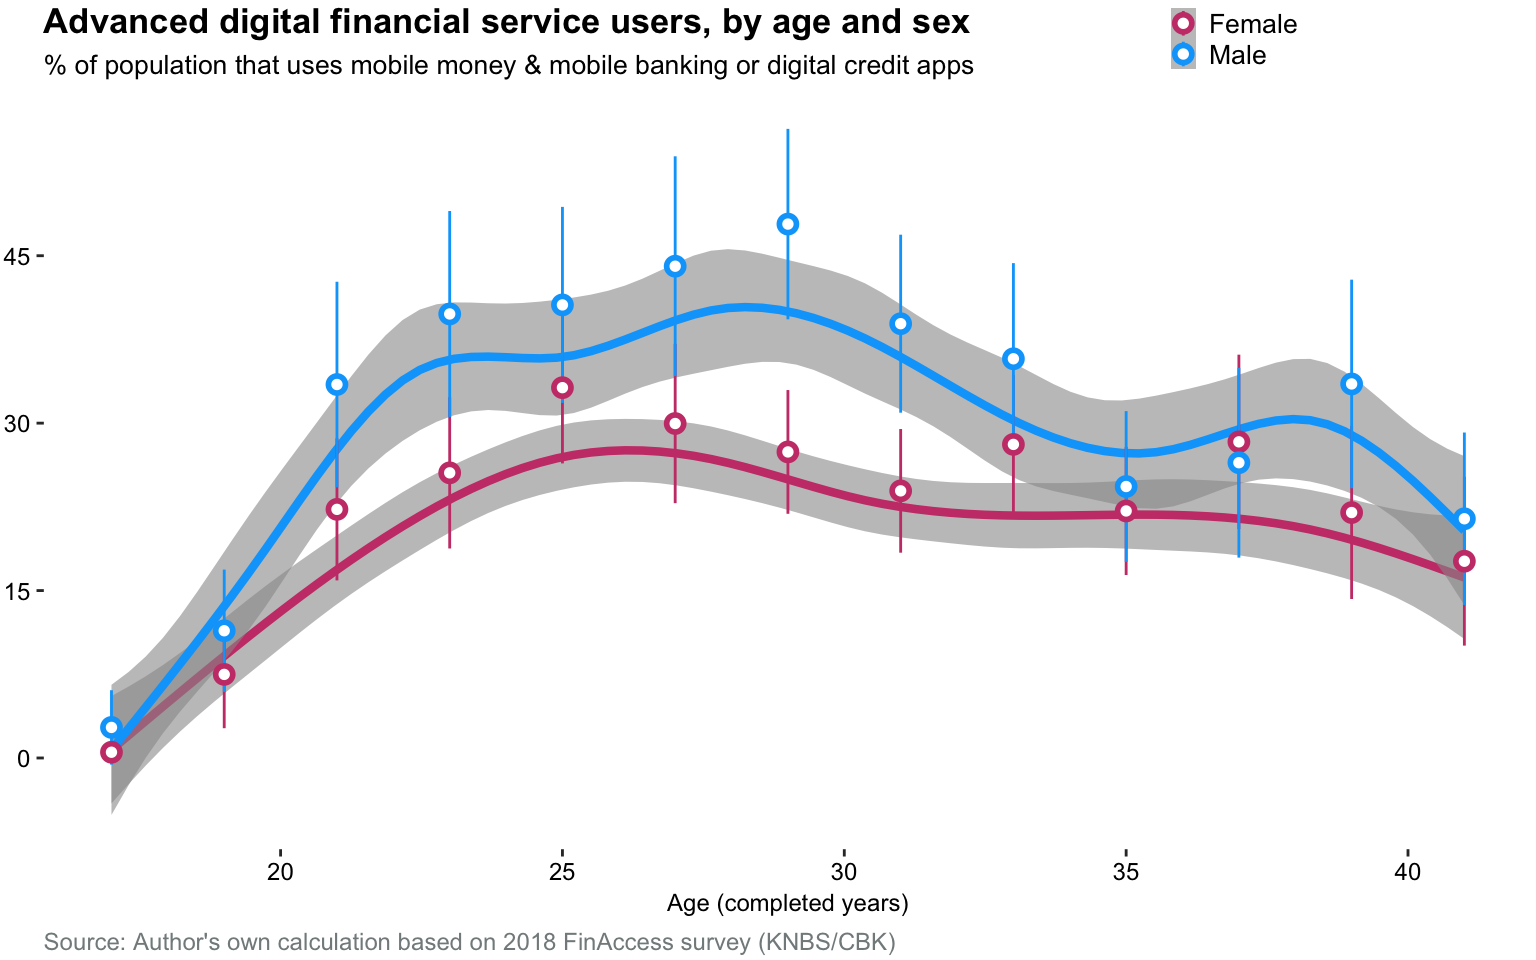 Advanced digital financial service users, by age and sex
% of population that uses mobile money & mobile banking or digital credit apps
Female
Male
45
30
15
0
20 25 30 35 40
Age (completed years)
Source: Author's own calculation based on 2018 FinAccess survey (KNBS/CBK)